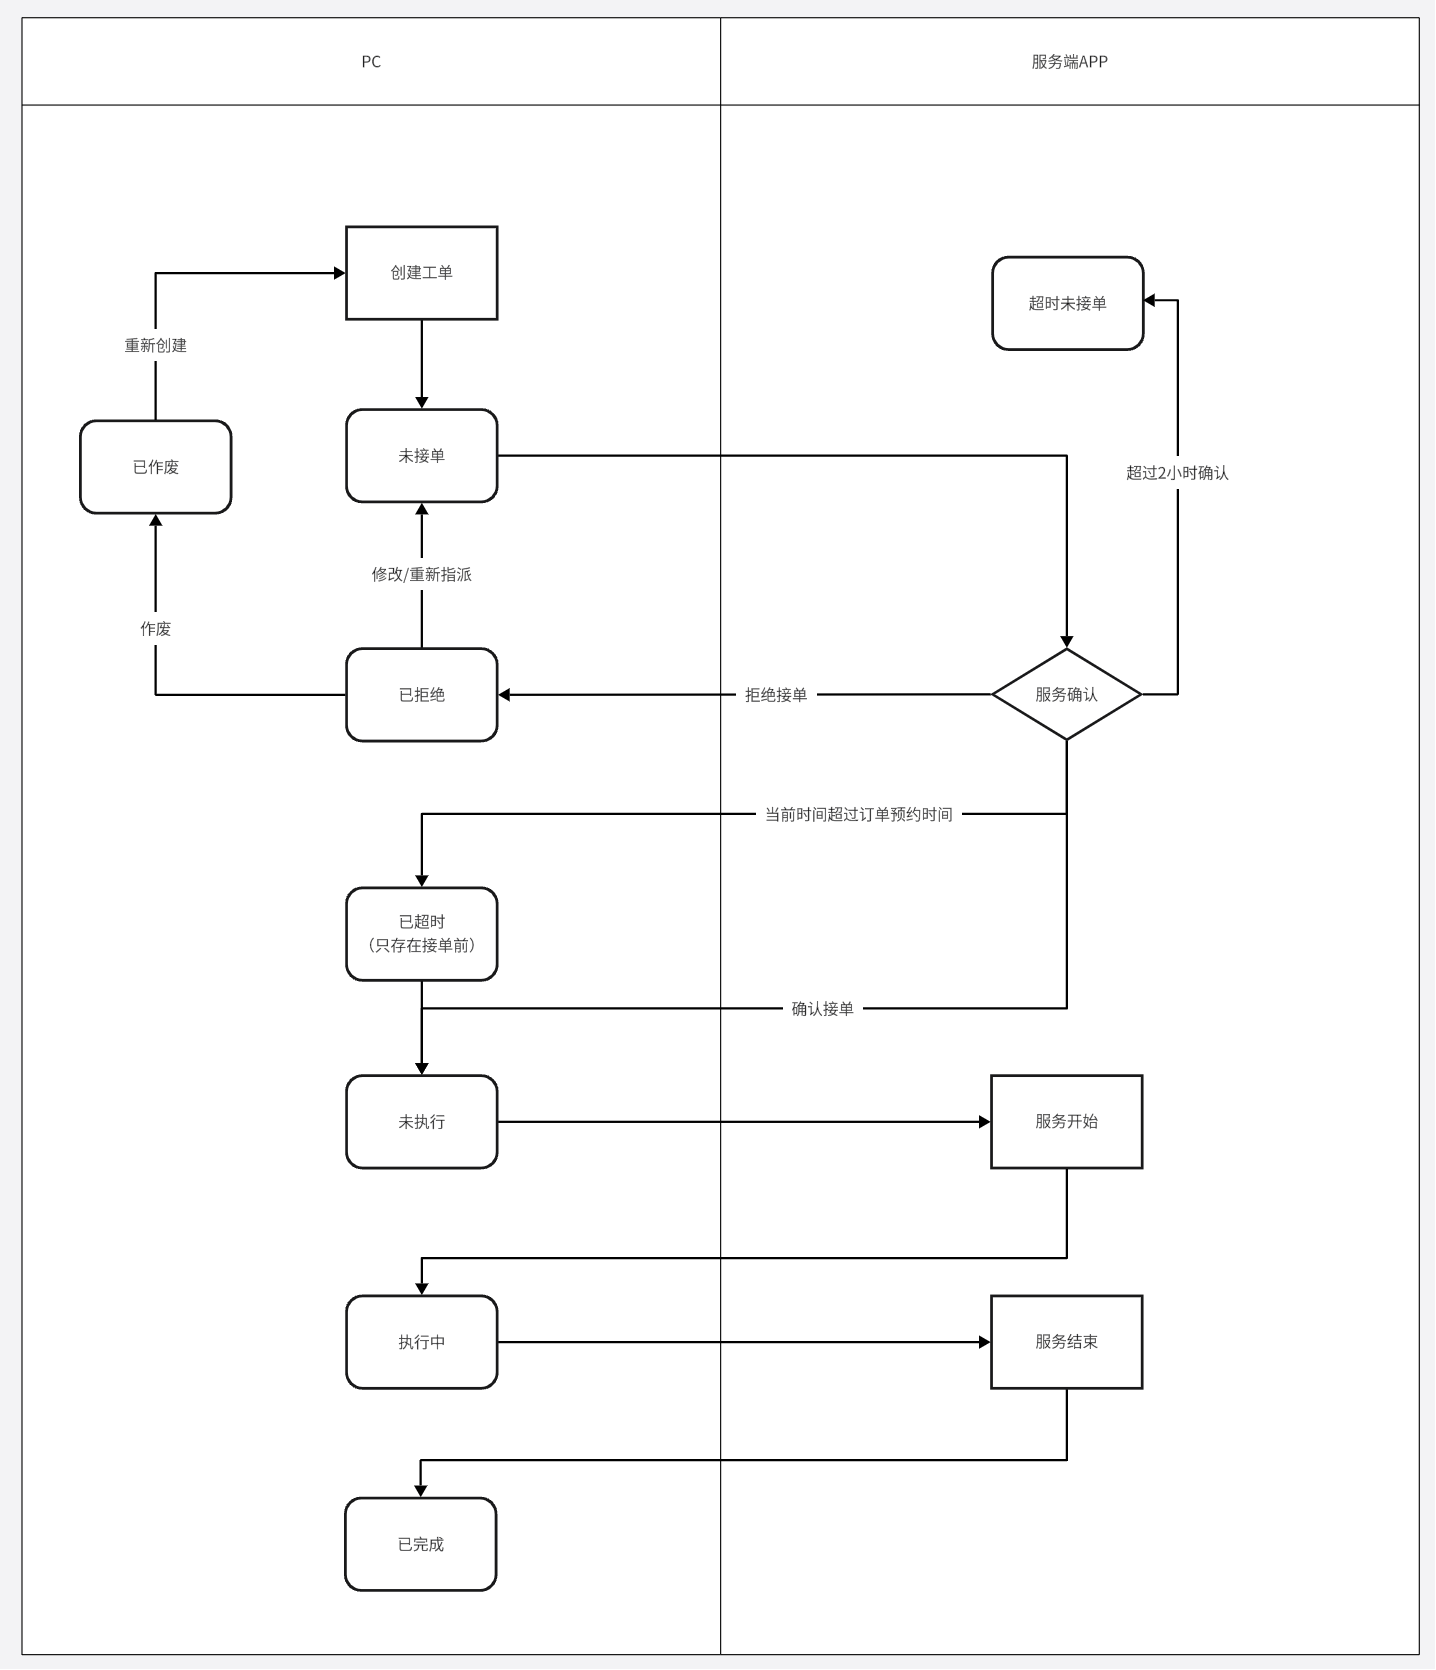 PC
服务端APP
创建工单
超时未接单
重新创建
未接单
已作废
超过2小时确认
修改/重新指派
作废
已拒绝
拒绝接单
服务确认
当前时间超过订单预约时间
已超时
（只存在接单前）
确认接单
未执行
服务开始
执行中
服务结束
已完成